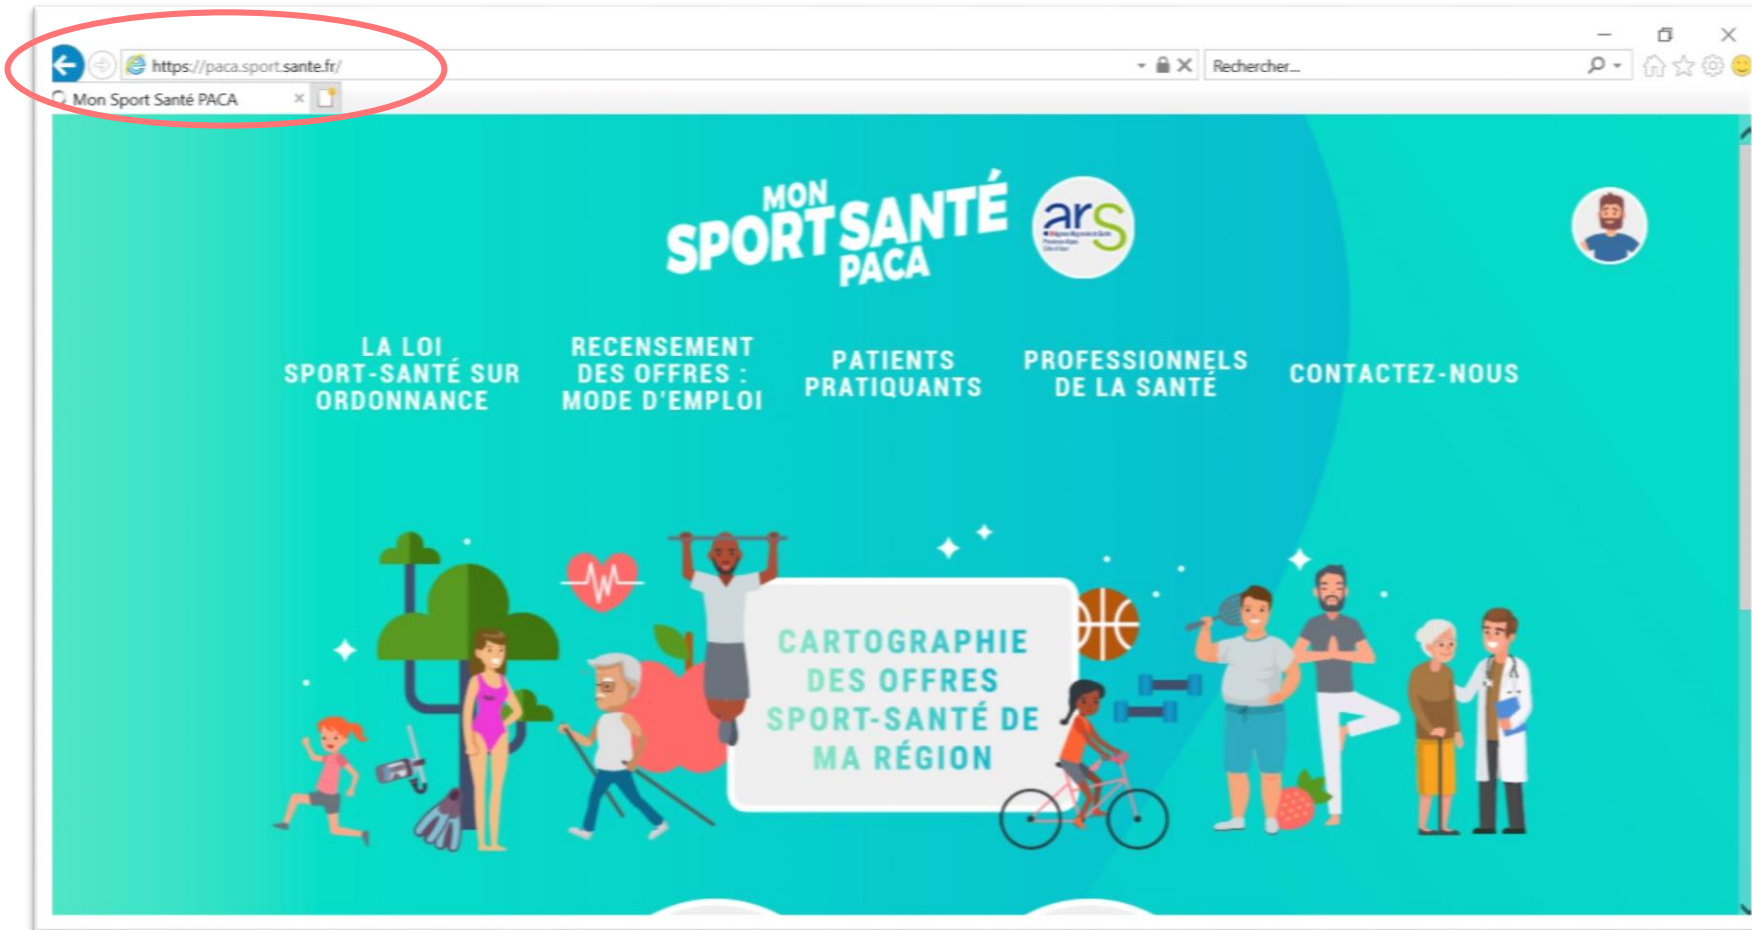 https://paca.sport.sante.fr/
Rechercher...
Mon Sport Santé PACA
MON
SPORT SANTÉ
PACA
ars
LA LOI
SPORT-SANTÉ SUR
ORDONNANCE
RECENSEMENT
DES OFFRES :
MODE D'EMPLOI
PATIENTS
PRATIQUANTS
PROFESSIONNELS
DE LA SANTÉ
CONTACTEZ-NOUS
CARTOGRAPHIE
DES OFFRES
SPORT-SANTÉ DE
MA RÉGION